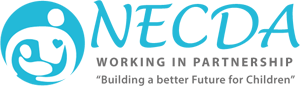 NECDA
WORKING IN PARTNERSHIP
"Building a better Future for Children"